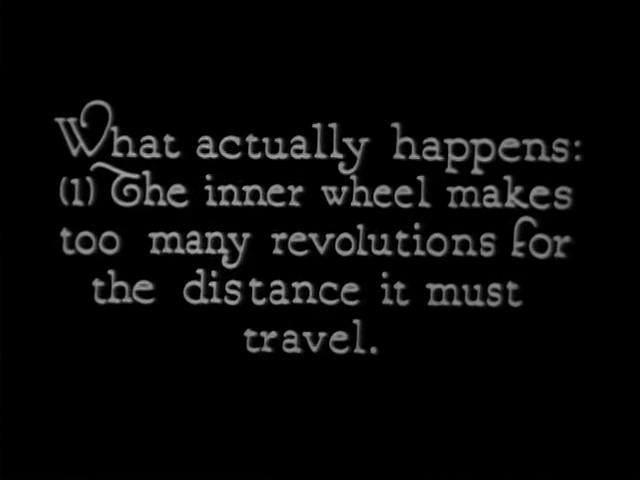 What actually happens:
(1) The inner wheel makes
too many revolutions for
the distance it must
travel.